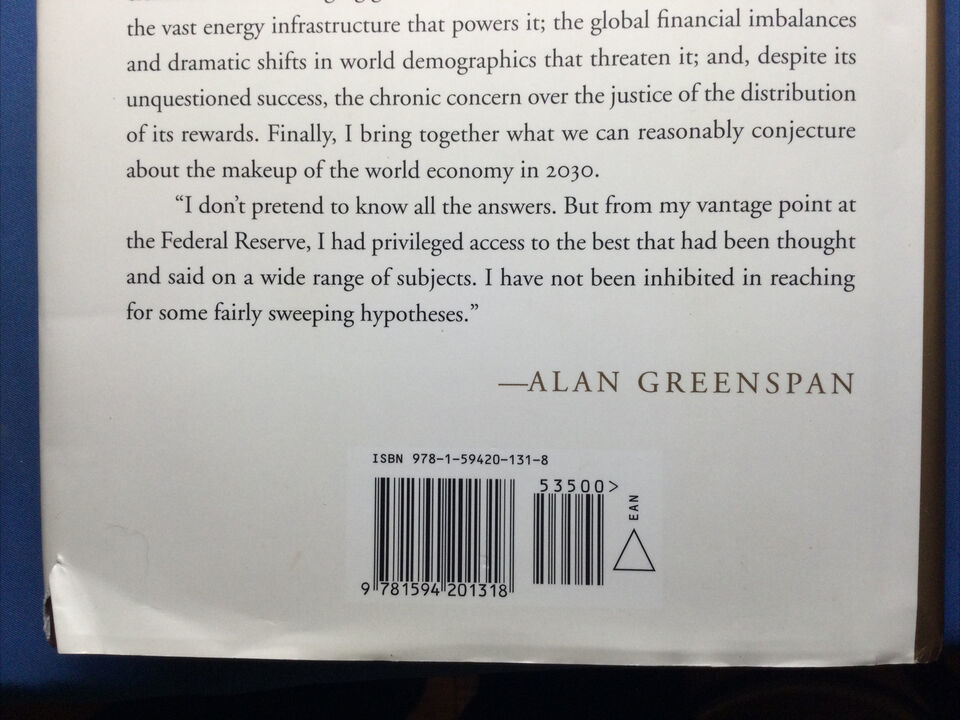 the vast energy infrastructure that powers it; the global financial imbalances
and dramatic shifts in world demographics that threaten it; and, despite its
unquestioned success, the chronic concern over the justice of the distribution
of its rewards. Finally, I bring together what we can reasonably conjecture
about the makeup of the world economy in 2030.
“I don’t pretend to know all the answers. But from my vantage point at
the Federal Reserve, I had privileged access to the best that had been thought
and said on a wide range of subjects. I have not been inhibited in reaching
for some fairly sweeping hypotheses.”
—ALAN GREENSPAN
ISBN 978-1-59420-131-8
53500>
EAN
9 781594 201318